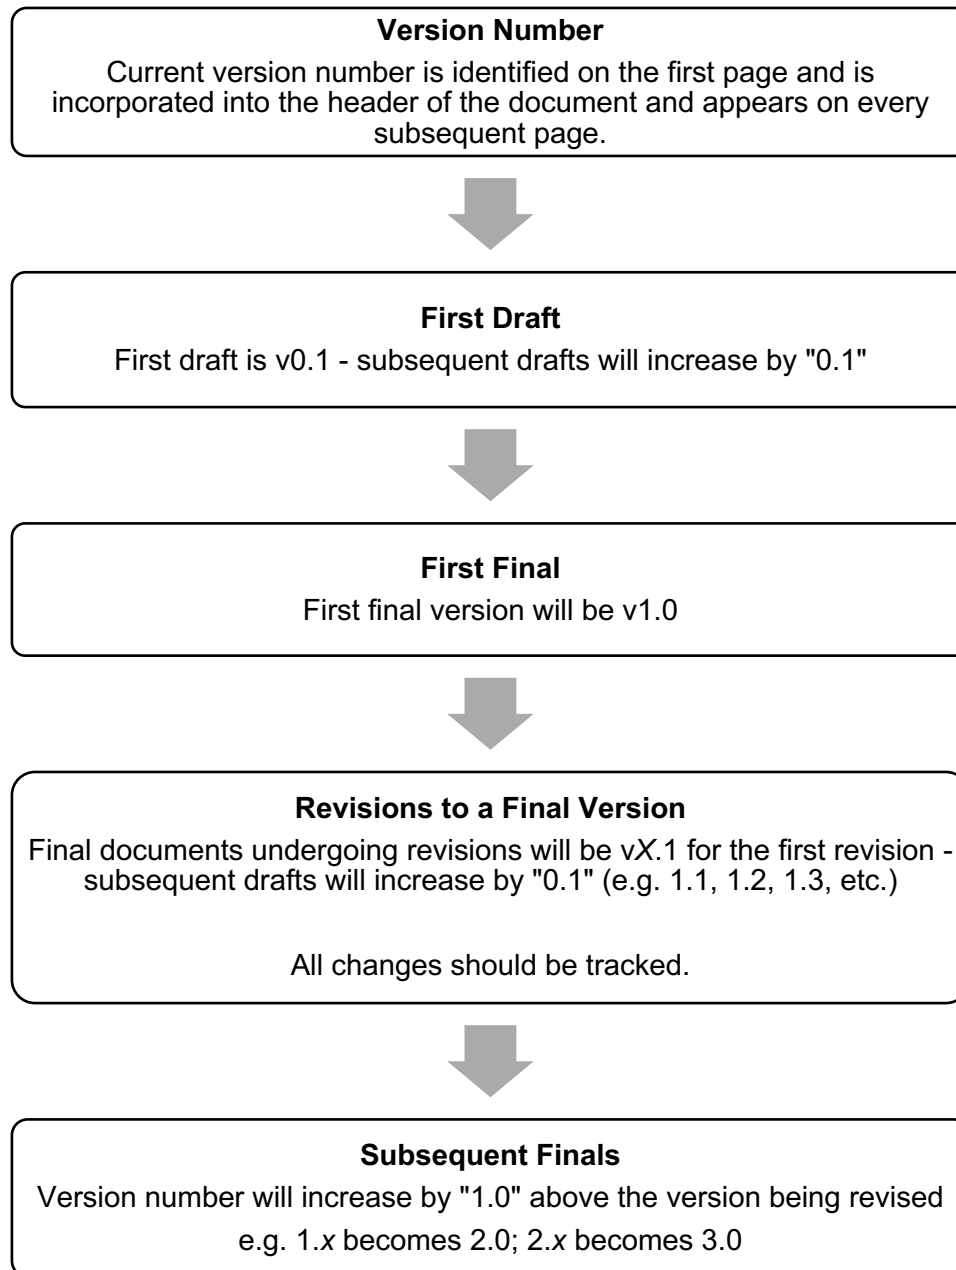 Version Number
Current version number is identified on the first page and is
incorporated into the header of the document and appears on every
subsequent page.
First Draft
First draft is v0.1 - subsequent drafts will increase by "0.1"
First Final
First final version will be v1.0
Revisions to a Final Version
Final documents undergoing revisions will be vX.1 for the first revision -
subsequent drafts will increase by "0.1" (e.g. 1.1, 1.2, 1.3, etc.)
All changes should be tracked.
Subsequent Finals
Version number will increase by "1.0" above the version being revised
e.g. 1.x becomes 2.0; 2.x becomes 3.0